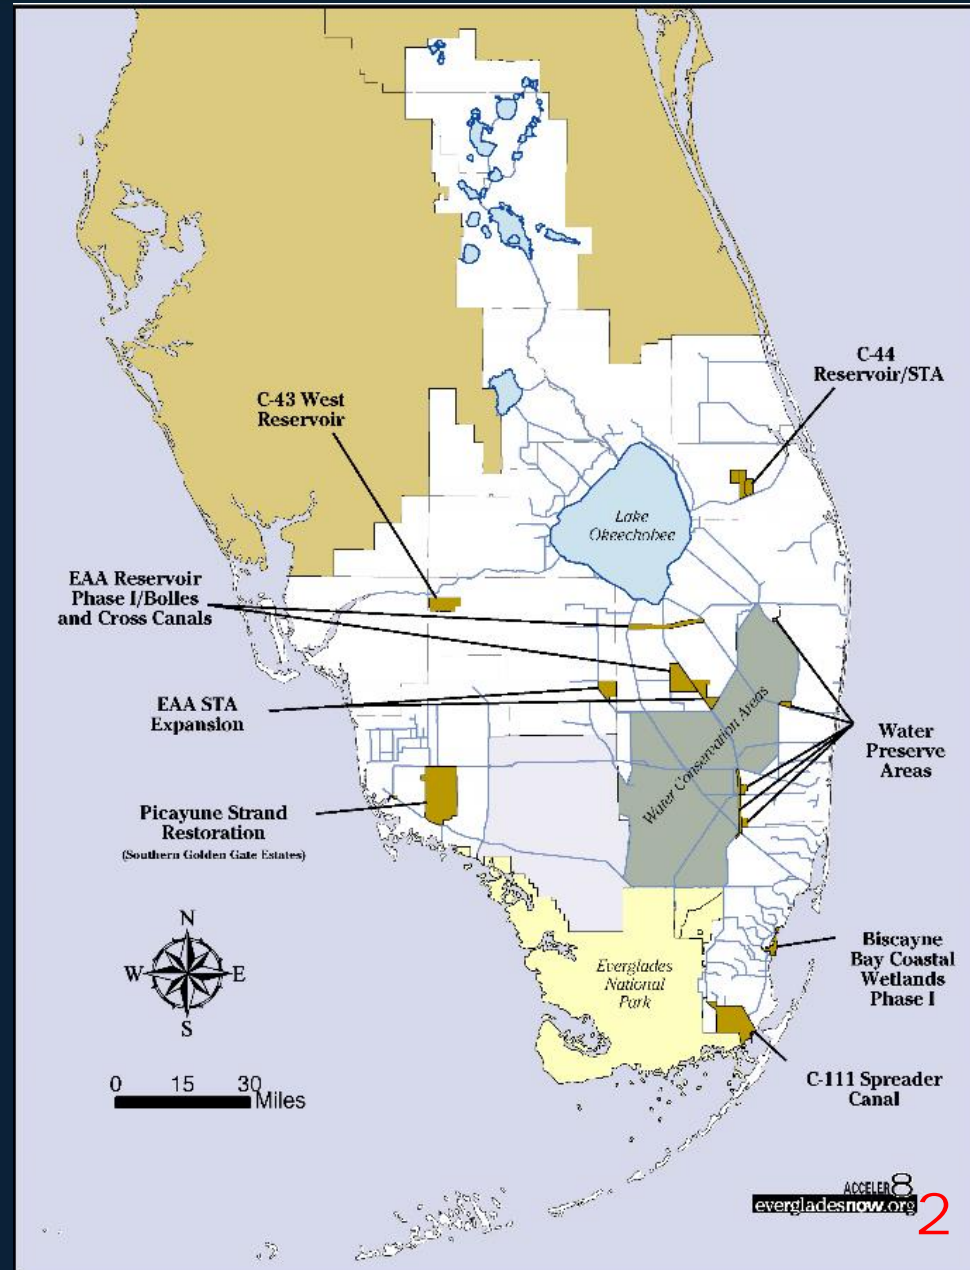 C-44
Reservoir/STA
C-43 West
Reservoir
Lake
Okeechobee
EAA Reservoir
Phase I/Bolles
and Cross Canals
EAA STA
Expansion
Water Conservation Areas
Water
Preserve
Areas
Picayune Strand
Restoration
(Southern Golden Gate Estates)
N
W
E
S
Everglades
National
Park
Biscayne
Bay Coastal
Wetlands
Phase I
C-111 Spreader
Canal
0 15 30 Miles
ACCELER8
evergladesnow.org
2